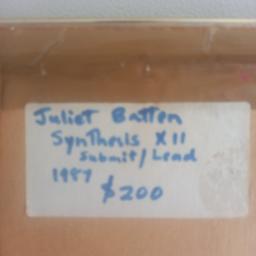 Juliet Batten
Synthesis XII
Submit/Lead
1987
$200